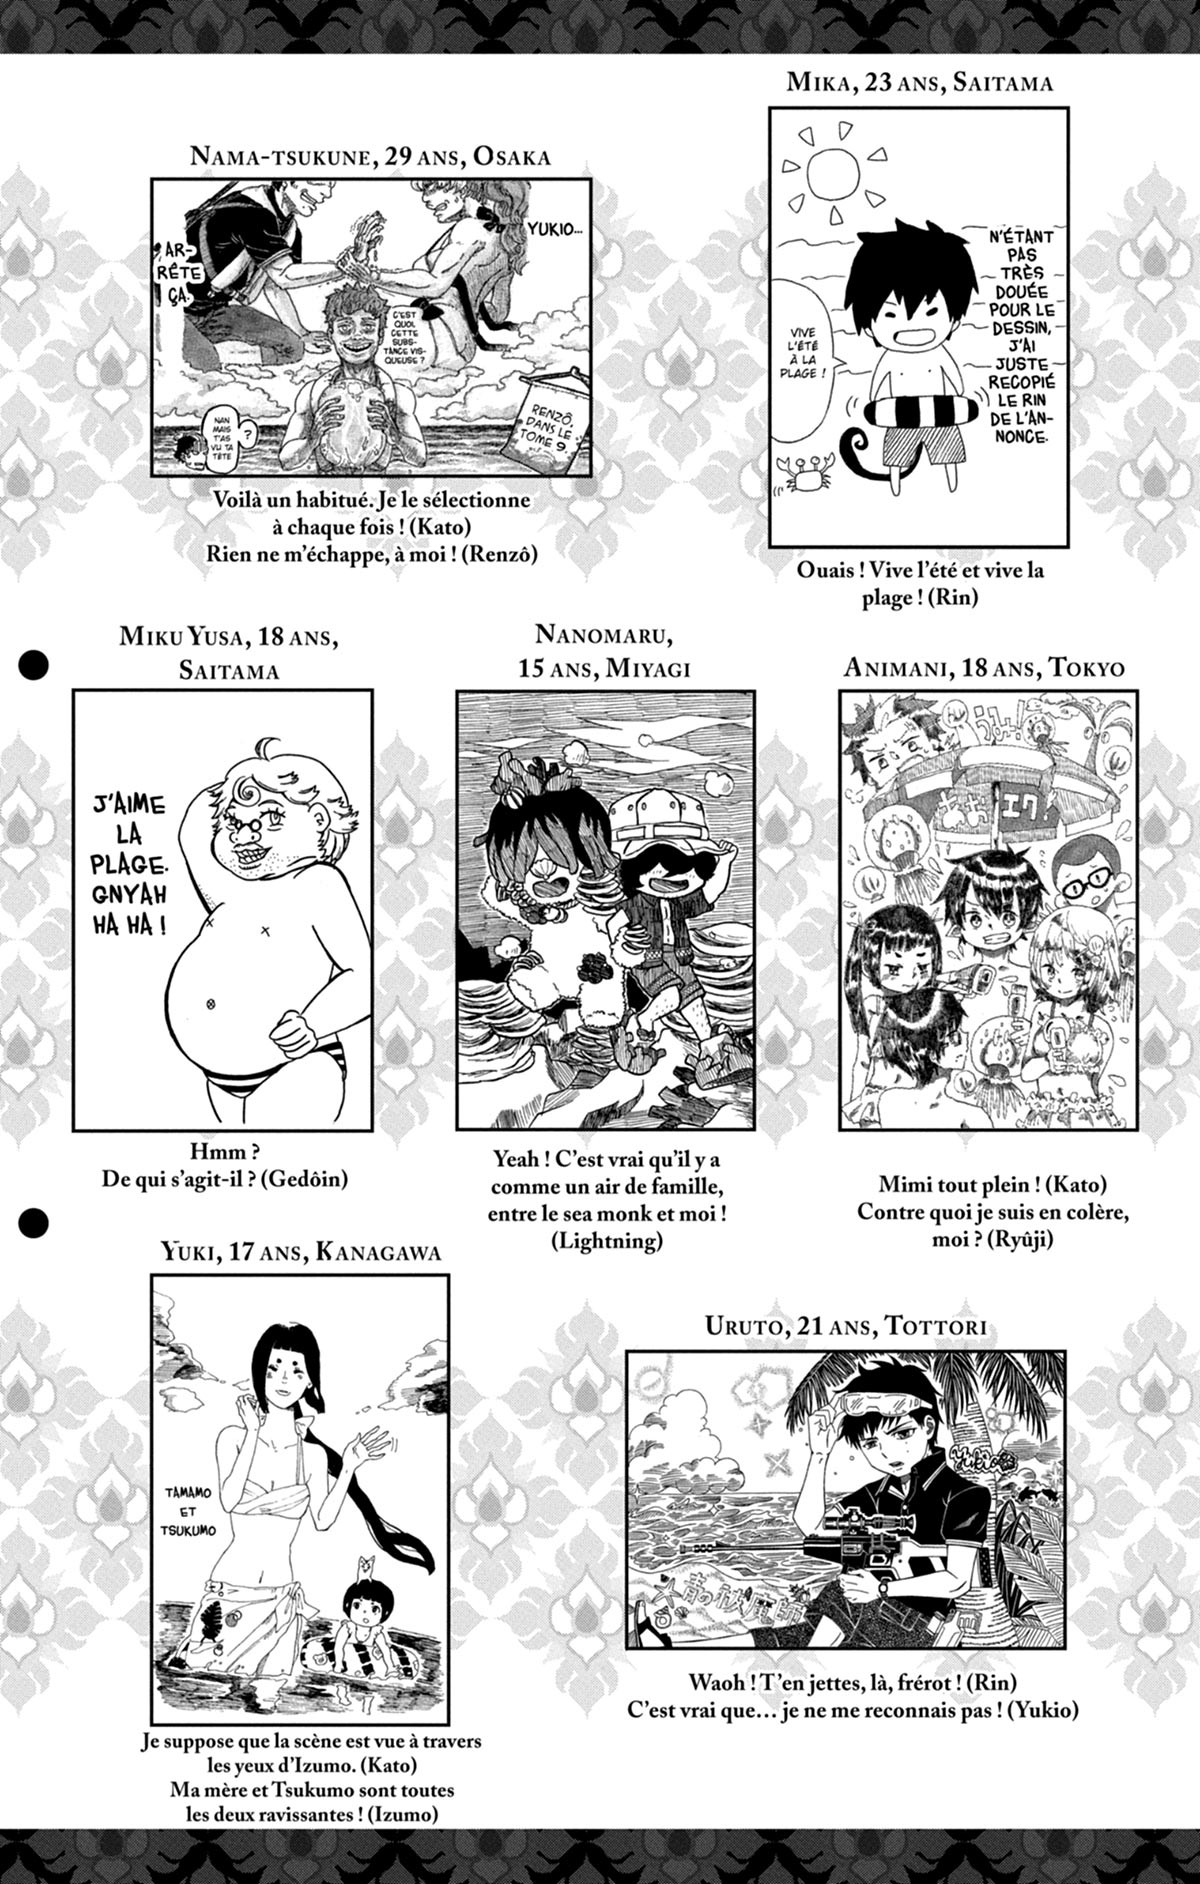 Mika, 23 ans, Saitama
Nama-tsukune, 29 ans, Osaka
YUKIO...
AR-
RÊTE
ÇA.
C'EST
QUOI
CETTE
SUBS-
TANCE VIS-
QUEUSE ?
NAN
MAIS
T'AS
VU TA
TÊTE
?
RENZÔ,
DANS LE
TOME 9.
Voilà un habitué. Je le sélectionne
à chaque fois ! (Kato)
Rien ne m'échappe, à moi ! (Renzô)
N'ÉTANT
PAS
TRÈS
DOUÉE
POUR LE
DESSIN,
J'AI
JUSTE
RECOPIÉ
LE RIN
DE L'AN-
NONCE.
VIVE
L'ÉTÉ
À LA
PLAGE !
Ouais ! Vive l'été et vive la
plage ! (Rin)
Miku Yusa, 18 ans,
Saitama
J'AIME
LA
PLAGE.
GNYAH
HA HA !
Hmm ?
De qui s'agit-il ? (Gedôin)
Nanomaru,
15 ans, Miyagi
Yeah ! C'est vrai qu'il y a
comme un air de famille,
entre le sea monk et moi !
(Lightning)
Animani, 18 ans, Tokyo
Mimi tout plein ! (Kato)
Contre quoi je suis en colère,
moi ? (Ryûji)
Yuki, 17 ans, Kanagawa
TAMAMO
ET
TSUKUMO
Je suppose que la scène est vue à travers
les yeux d'Izumo. (Kato)
Ma mère et Tsukumo sont toutes
les deux ravissantes ! (Izumo)
Uruto, 21 ans, Tottori
Yukio
青の祓魔師
Waoh ! T'en jettes, là, frérot ! (Rin)
C'est vrai que... je ne me reconnais pas ! (Yukio)